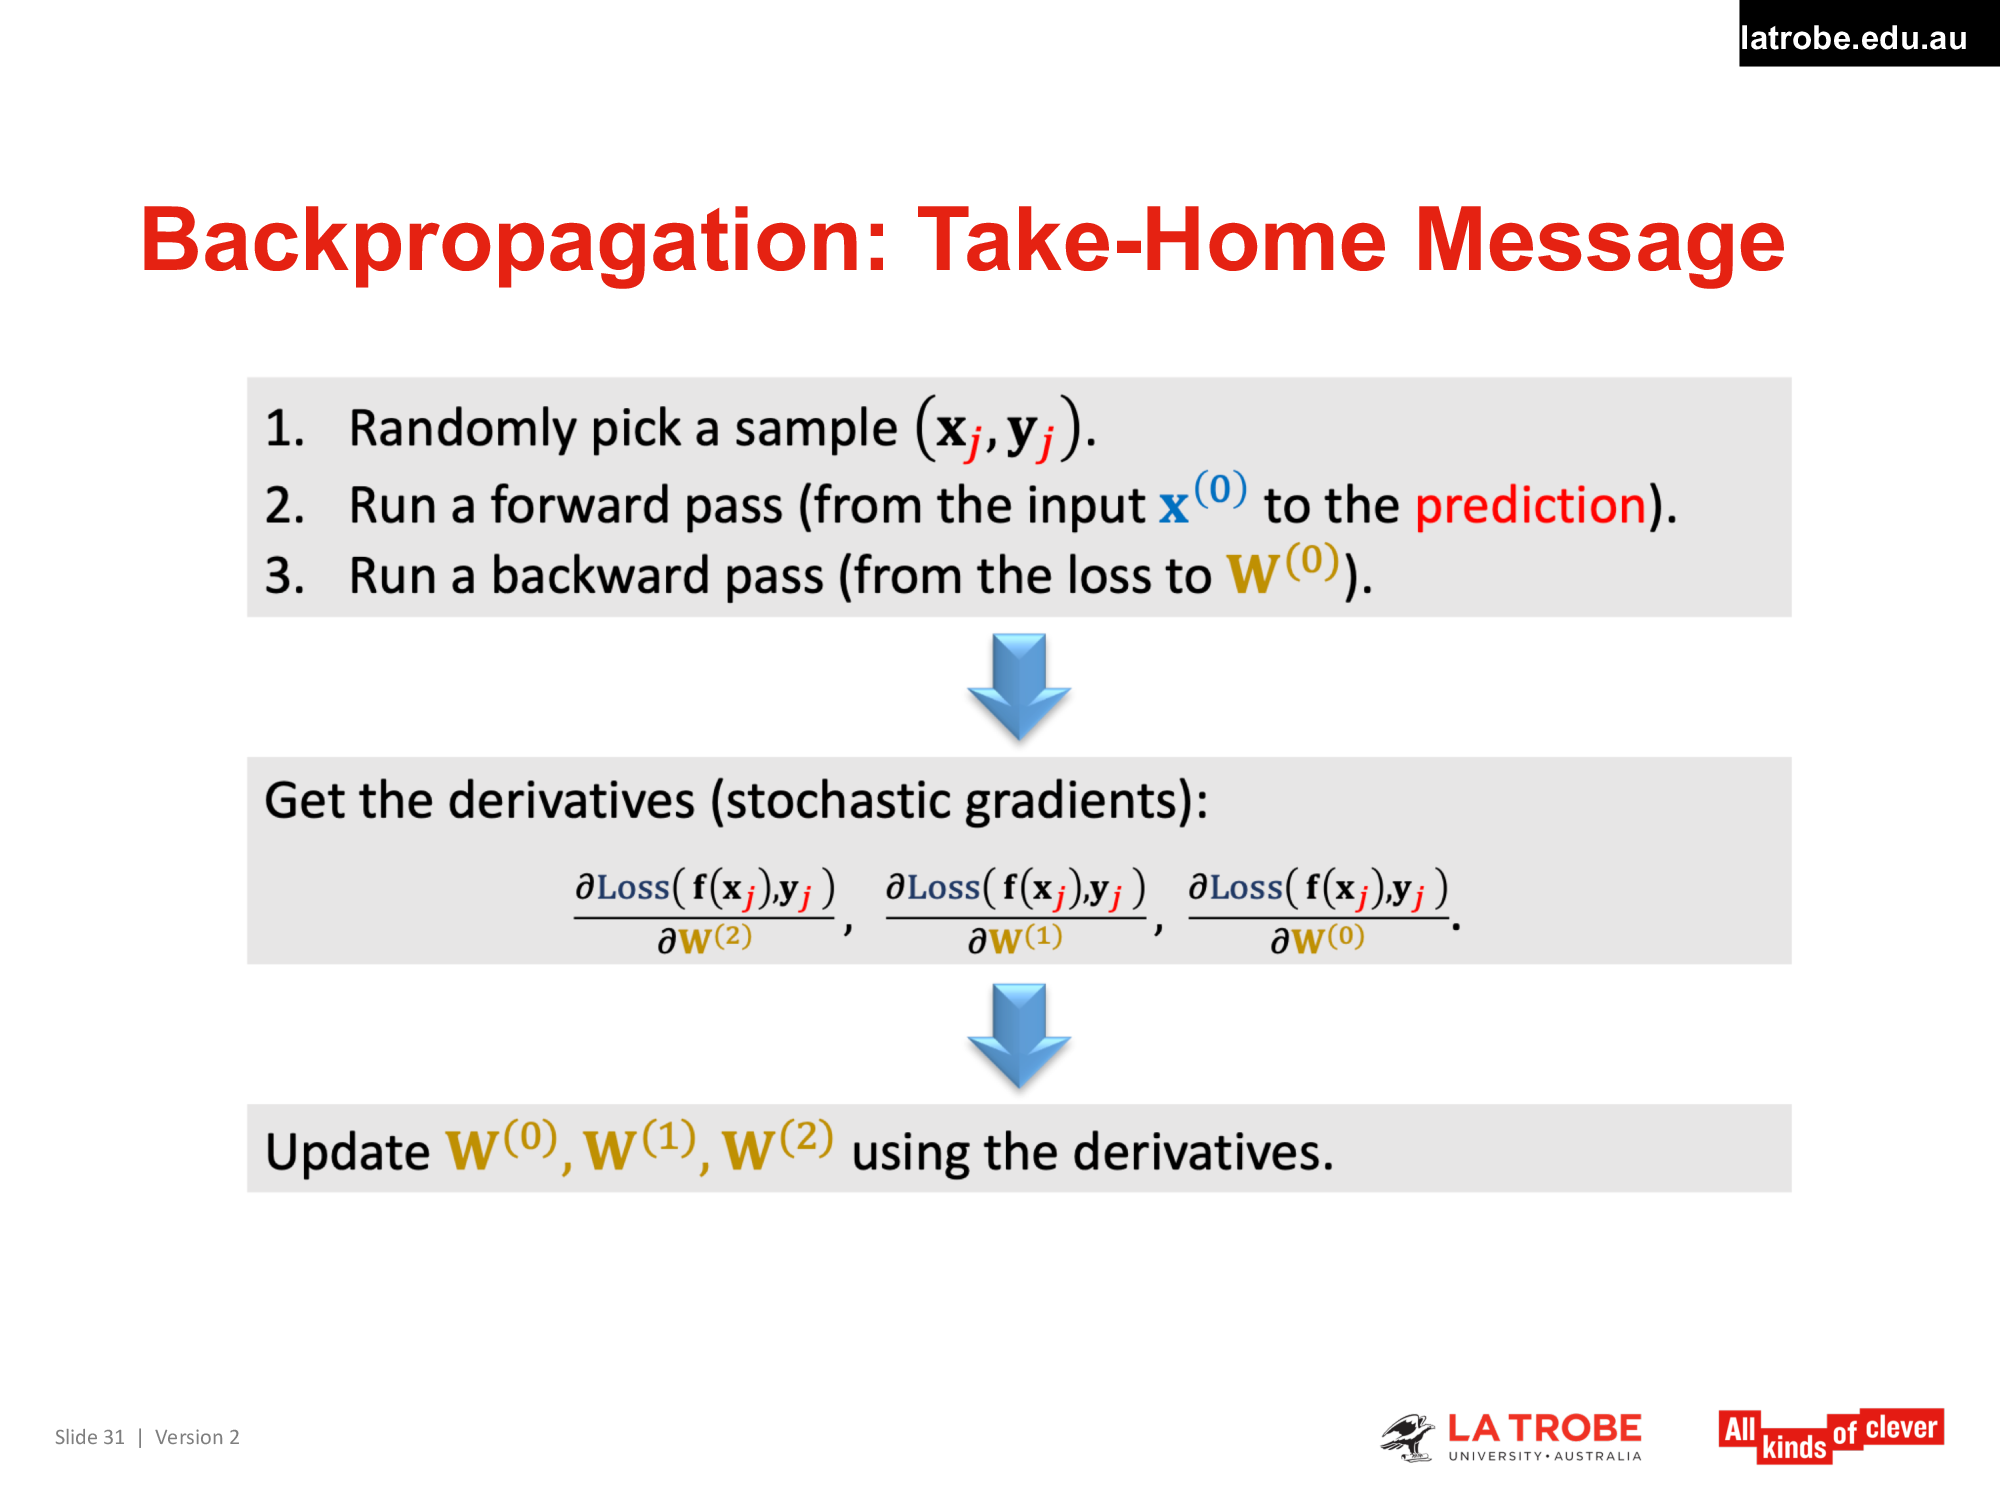 latrobe.edu.au
Backpropagation: Take-Home Message
1. Randomly pick a sample (𝐱ⱼ, 𝐲ⱼ).
2. Run a forward pass (from the input 𝐱⁽⁰⁾ to the prediction).
3. Run a backward pass (from the loss to 𝐖⁽⁰⁾).
Get the derivatives (stochastic gradients):
∂Loss( 𝐟(𝐱ⱼ),𝐲ⱼ )/∂𝐖⁽²⁾, ∂Loss( 𝐟(𝐱ⱼ),𝐲ⱼ )/∂𝐖⁽¹⁾, ∂Loss( 𝐟(𝐱ⱼ),𝐲ⱼ )/∂𝐖⁽⁰⁾.
Update 𝐖⁽⁰⁾, 𝐖⁽¹⁾, 𝐖⁽²⁾ using the derivatives.
Slide 31 | Version 2
LA TROBE
UNIVERSITY • AUSTRALIA
All kinds of clever